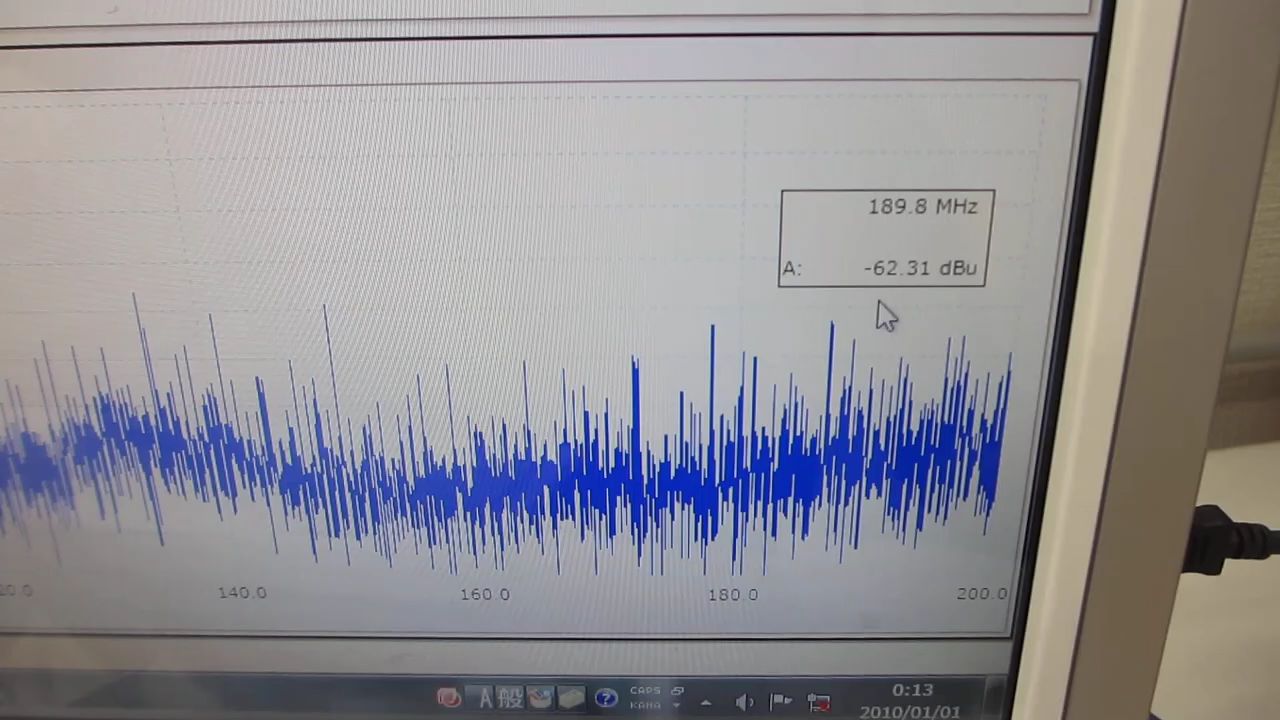 189.8 MHz
A: -62.31 dBu
140.0 160.0 180.0 200.0
A 般 ? CAPS
KANA
0:13
2010/01/01